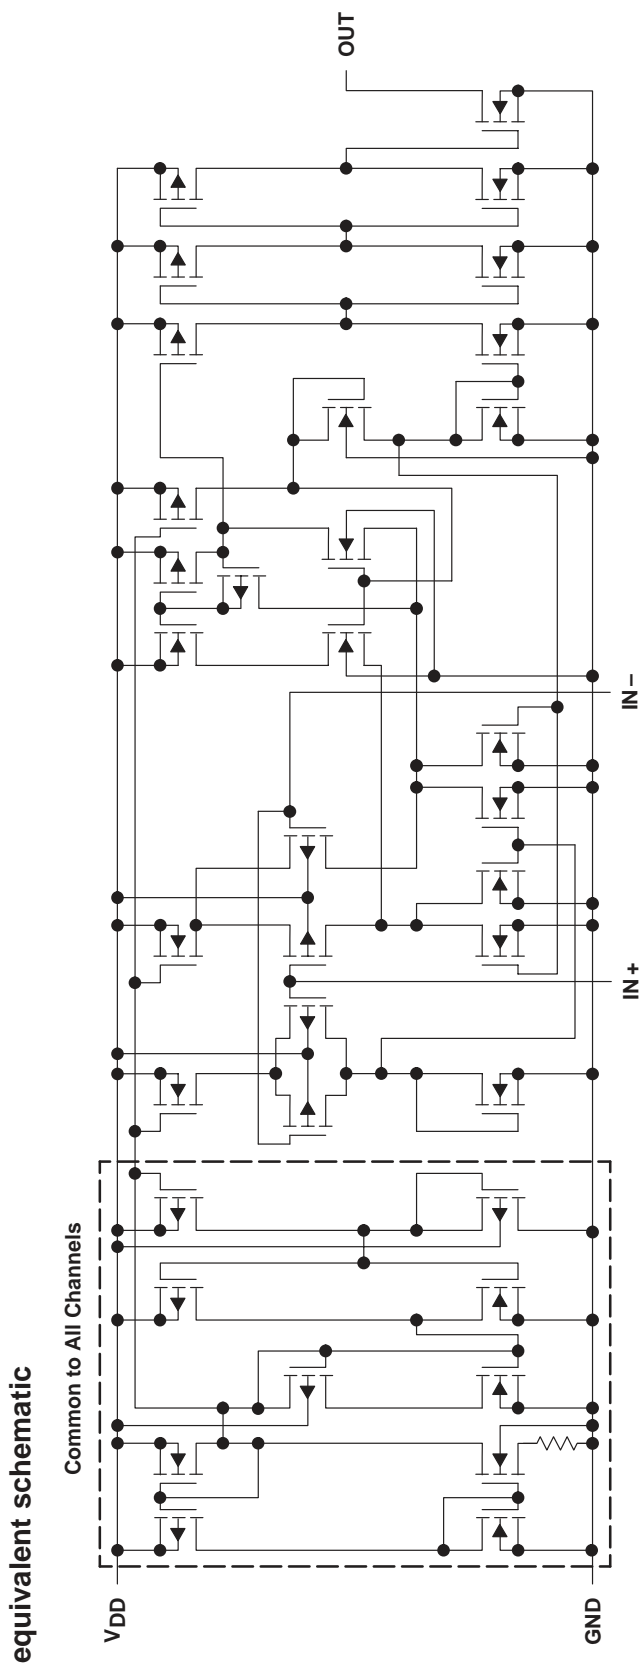 equivalent schematic
Common to All Channels
VDD
GND
IN+
IN−
OUT